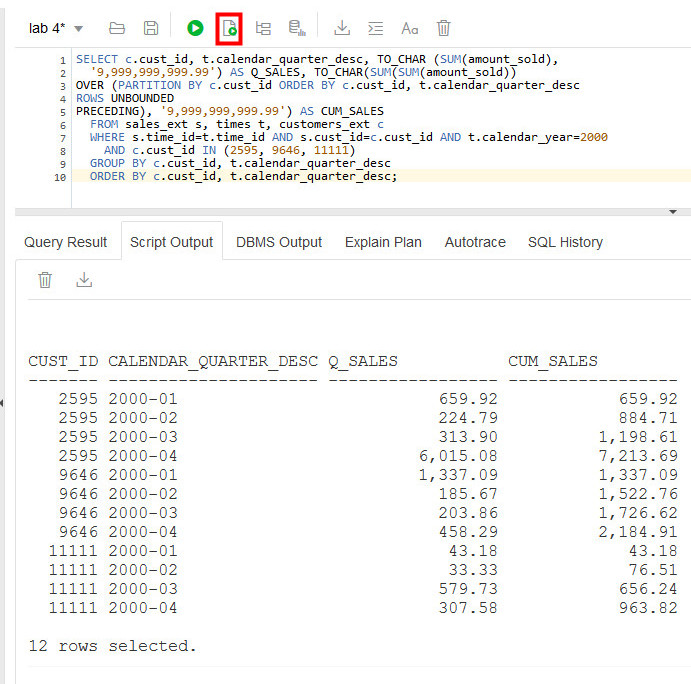 lab 4*
Aa
1 SELECT c.cust_id, t.calendar_quarter_desc, TO_CHAR (SUM(amount_sold),
2 '9,999,999,999.99') AS Q_SALES, TO_CHAR(SUM(SUM(amount_sold))
3 OVER (PARTITION BY c.cust_id ORDER BY c.cust_id, t.calendar_quarter_desc
4 ROWS UNBOUNDED
5 PRECEDING), '9,999,999,999.99') AS CUM_SALES
6 FROM sales_ext s, times t, customers_ext c
7 WHERE s.time_id=t.time_id AND s.cust_id=c.cust_id AND t.calendar_year=2000
8 AND c.cust_id IN (2595, 9646, 11111)
9 GROUP BY c.cust_id, t.calendar_quarter_desc
10 ORDER BY c.cust_id, t.calendar_quarter_desc;
Query Result Script Output DBMS Output Explain Plan Autotrace SQL History
CUST_ID CALENDAR_QUARTER_DESC Q_SALES CUM_SALES
------- --------------------- ----------------- -----------------
2595 2000-01 659.92 659.92
2595 2000-02 224.79 884.71
2595 2000-03 313.90 1,198.61
2595 2000-04 6,015.08 7,213.69
9646 2000-01 1,337.09 1,337.09
9646 2000-02 185.67 1,522.76
9646 2000-03 203.86 1,726.62
9646 2000-04 458.29 2,184.91
11111 2000-01 43.18 43.18
11111 2000-02 33.33 76.51
11111 2000-03 579.73 656.24
11111 2000-04 307.58 963.82
12 rows selected.